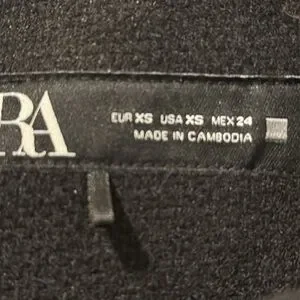 RA
EUR XS USA XS MEX 24
MADE IN CAMBODIA